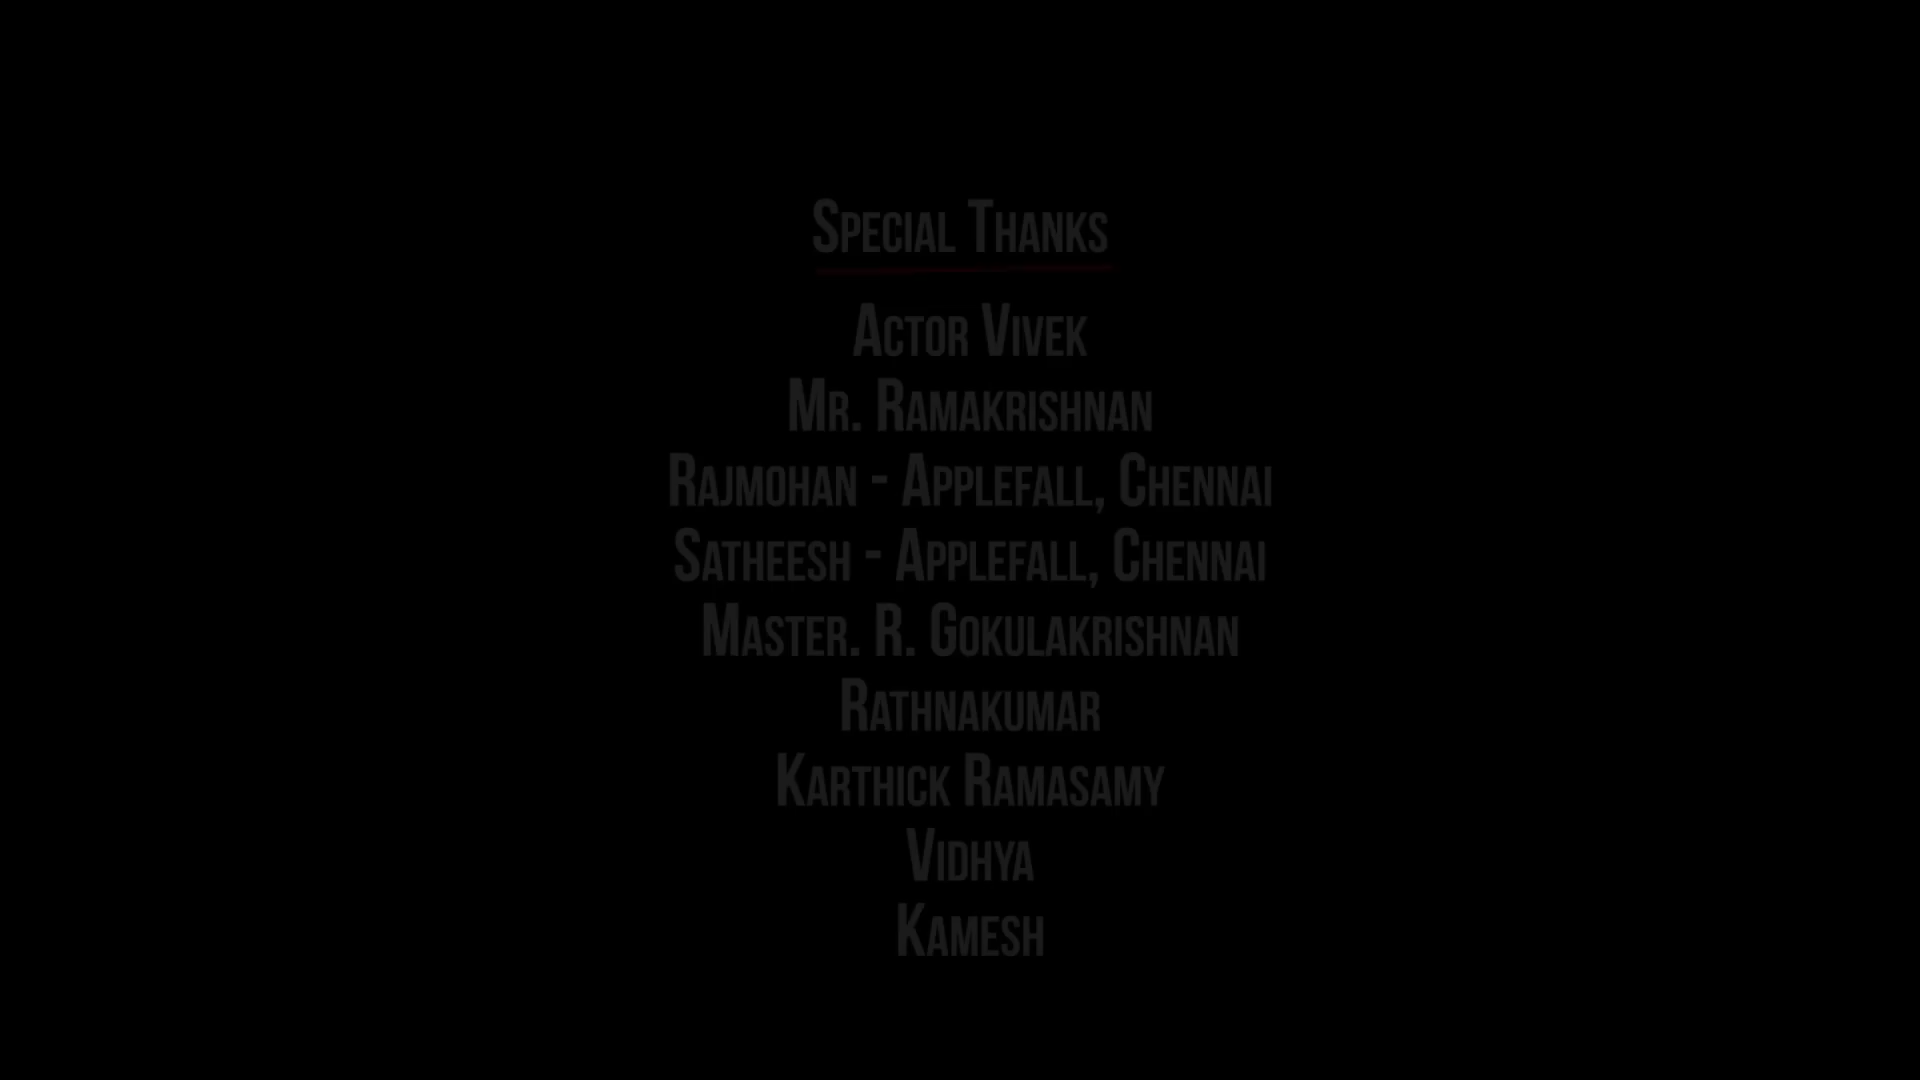 Special Thanks
Actor Vivek
Mr. Ramakrishnan
Rajmohan - Applefall, Chennai
Satheesh - Applefall, Chennai
Master. R. Gokulakrishnan
Rathnakumar
Karthick Ramasamy
Vidhya
Kamesh